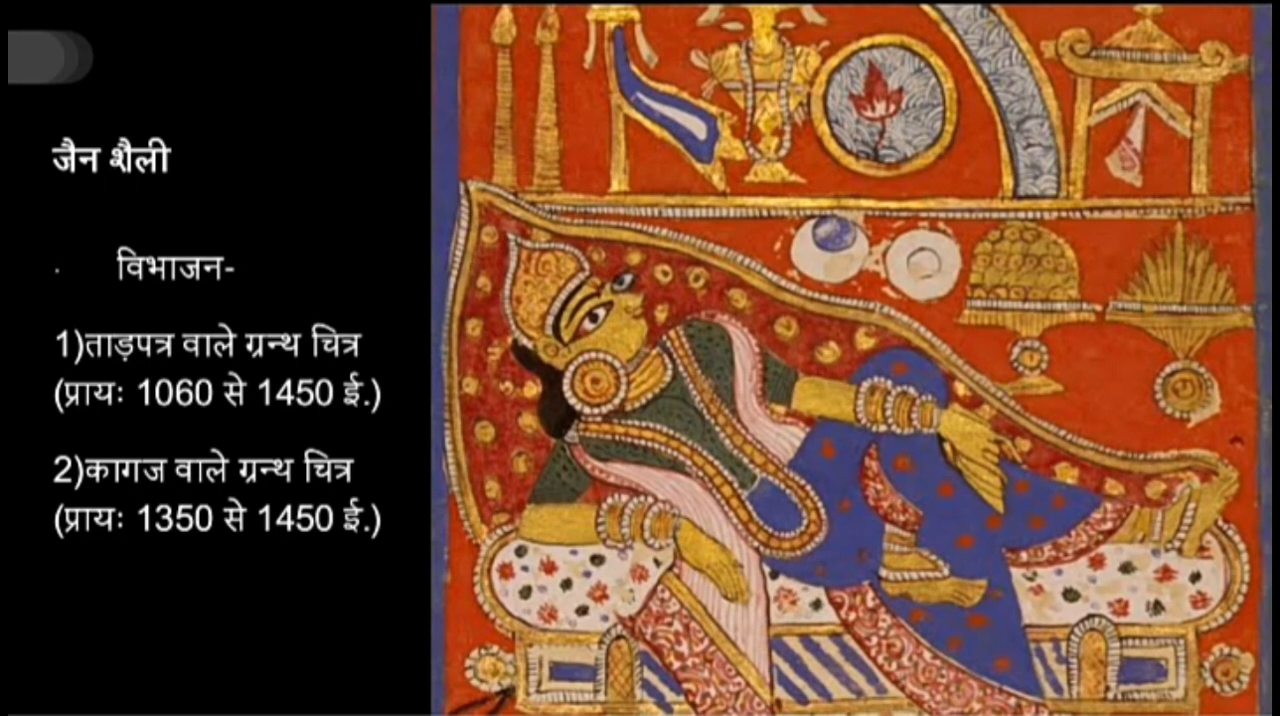 जैन शैली
· विभाजन-
1)ताड़पत्र वाले ग्रन्थ चित्र
(प्रायः 1060 से 1450 ई.)
2)कागज वाले ग्रन्थ चित्र
(प्रायः 1350 से 1450 ई.)